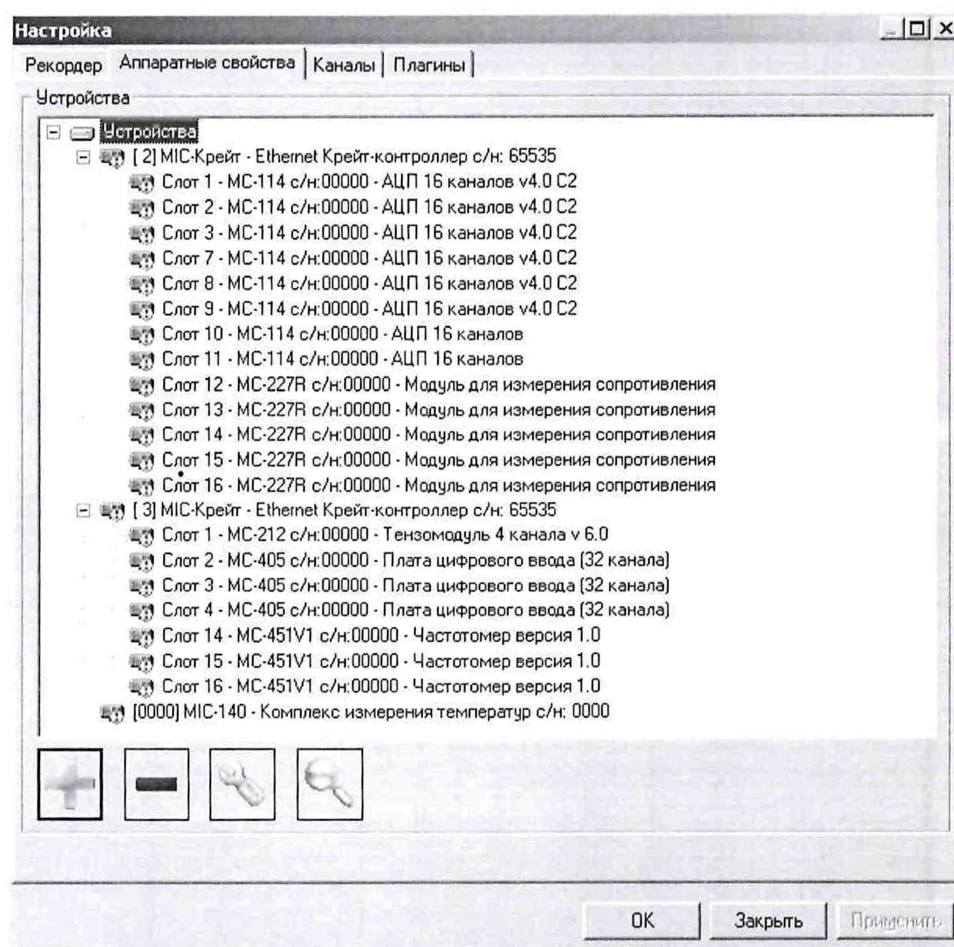 Настройка
Рекордер Аппаратные свойства Каналы Плагины
Устройства
Устройства
[ 2] MIC-Крейт - Ethernet Крейт-контроллер с/н: 65535
Слот 1 - MC-114 с/н:00000 - АЦП 16 каналов v4.0 C2
Слот 2 - MC-114 с/н:00000 - АЦП 16 каналов v4.0 C2
Слот 3 - MC-114 с/н:00000 - АЦП 16 каналов v4.0 C2
Слот 7 - MC-114 с/н:00000 - АЦП 16 каналов v4.0 C2
Слот 8 - MC-114 с/н:00000 - АЦП 16 каналов v4.0 C2
Слот 9 - MC-114 с/н:00000 - АЦП 16 каналов v4.0 C2
Слот 10 - MC-114 с/н:00000 - АЦП 16 каналов
Слот 11 - MC-114 с/н:00000 - АЦП 16 каналов
Слот 12 - MC-227R с/н:00000 - Модуль для измерения сопротивления
Слот 13 - MC-227R с/н:00000 - Модуль для измерения сопротивления
Слот 14 - MC-227R с/н:00000 - Модуль для измерения сопротивления
Слот 15 - MC-227R с/н:00000 - Модуль для измерения сопротивления
Слот 16 - MC-227R с/н:00000 - Модуль для измерения сопротивления
[ 3] MIC-Крейт - Ethernet Крейт-контроллер с/н: 65535
Слот 1 - MC-212 с/н:00000 - Тензомодуль 4 канала v 6.0
Слот 2 - MC-405 с/н:00000 - Плата цифрового ввода (32 канала)
Слот 3 - MC-405 с/н:00000 - Плата цифрового ввода (32 канала)
Слот 4 - MC-405 с/н:00000 - Плата цифрового ввода (32 канала)
Слот 14 - MC-451V1 с/н:00000 - Частотомер версия 1.0
Слот 15 - MC-451V1 с/н:00000 - Частотомер версия 1.0
Слот 16 - MC-451V1 с/н:00000 - Частотомер версия 1.0
[0000] MIC-140 - Комплекс измерения температур с/н: 0000
OK Закрыть Применить